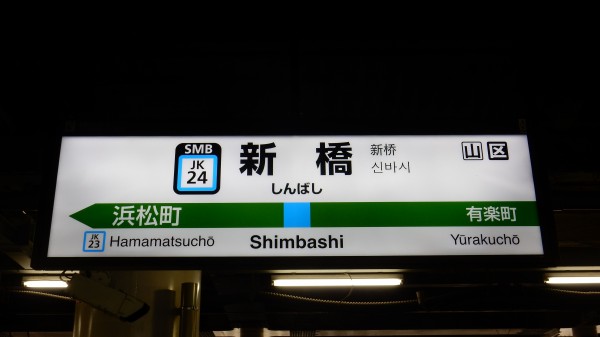 SMB
JK
24
新橋
新桥
신바시
山区
しんばし
浜松町
有楽町
JK
23
Hamamatsuchō
Shimbashi
Yūrakuchō